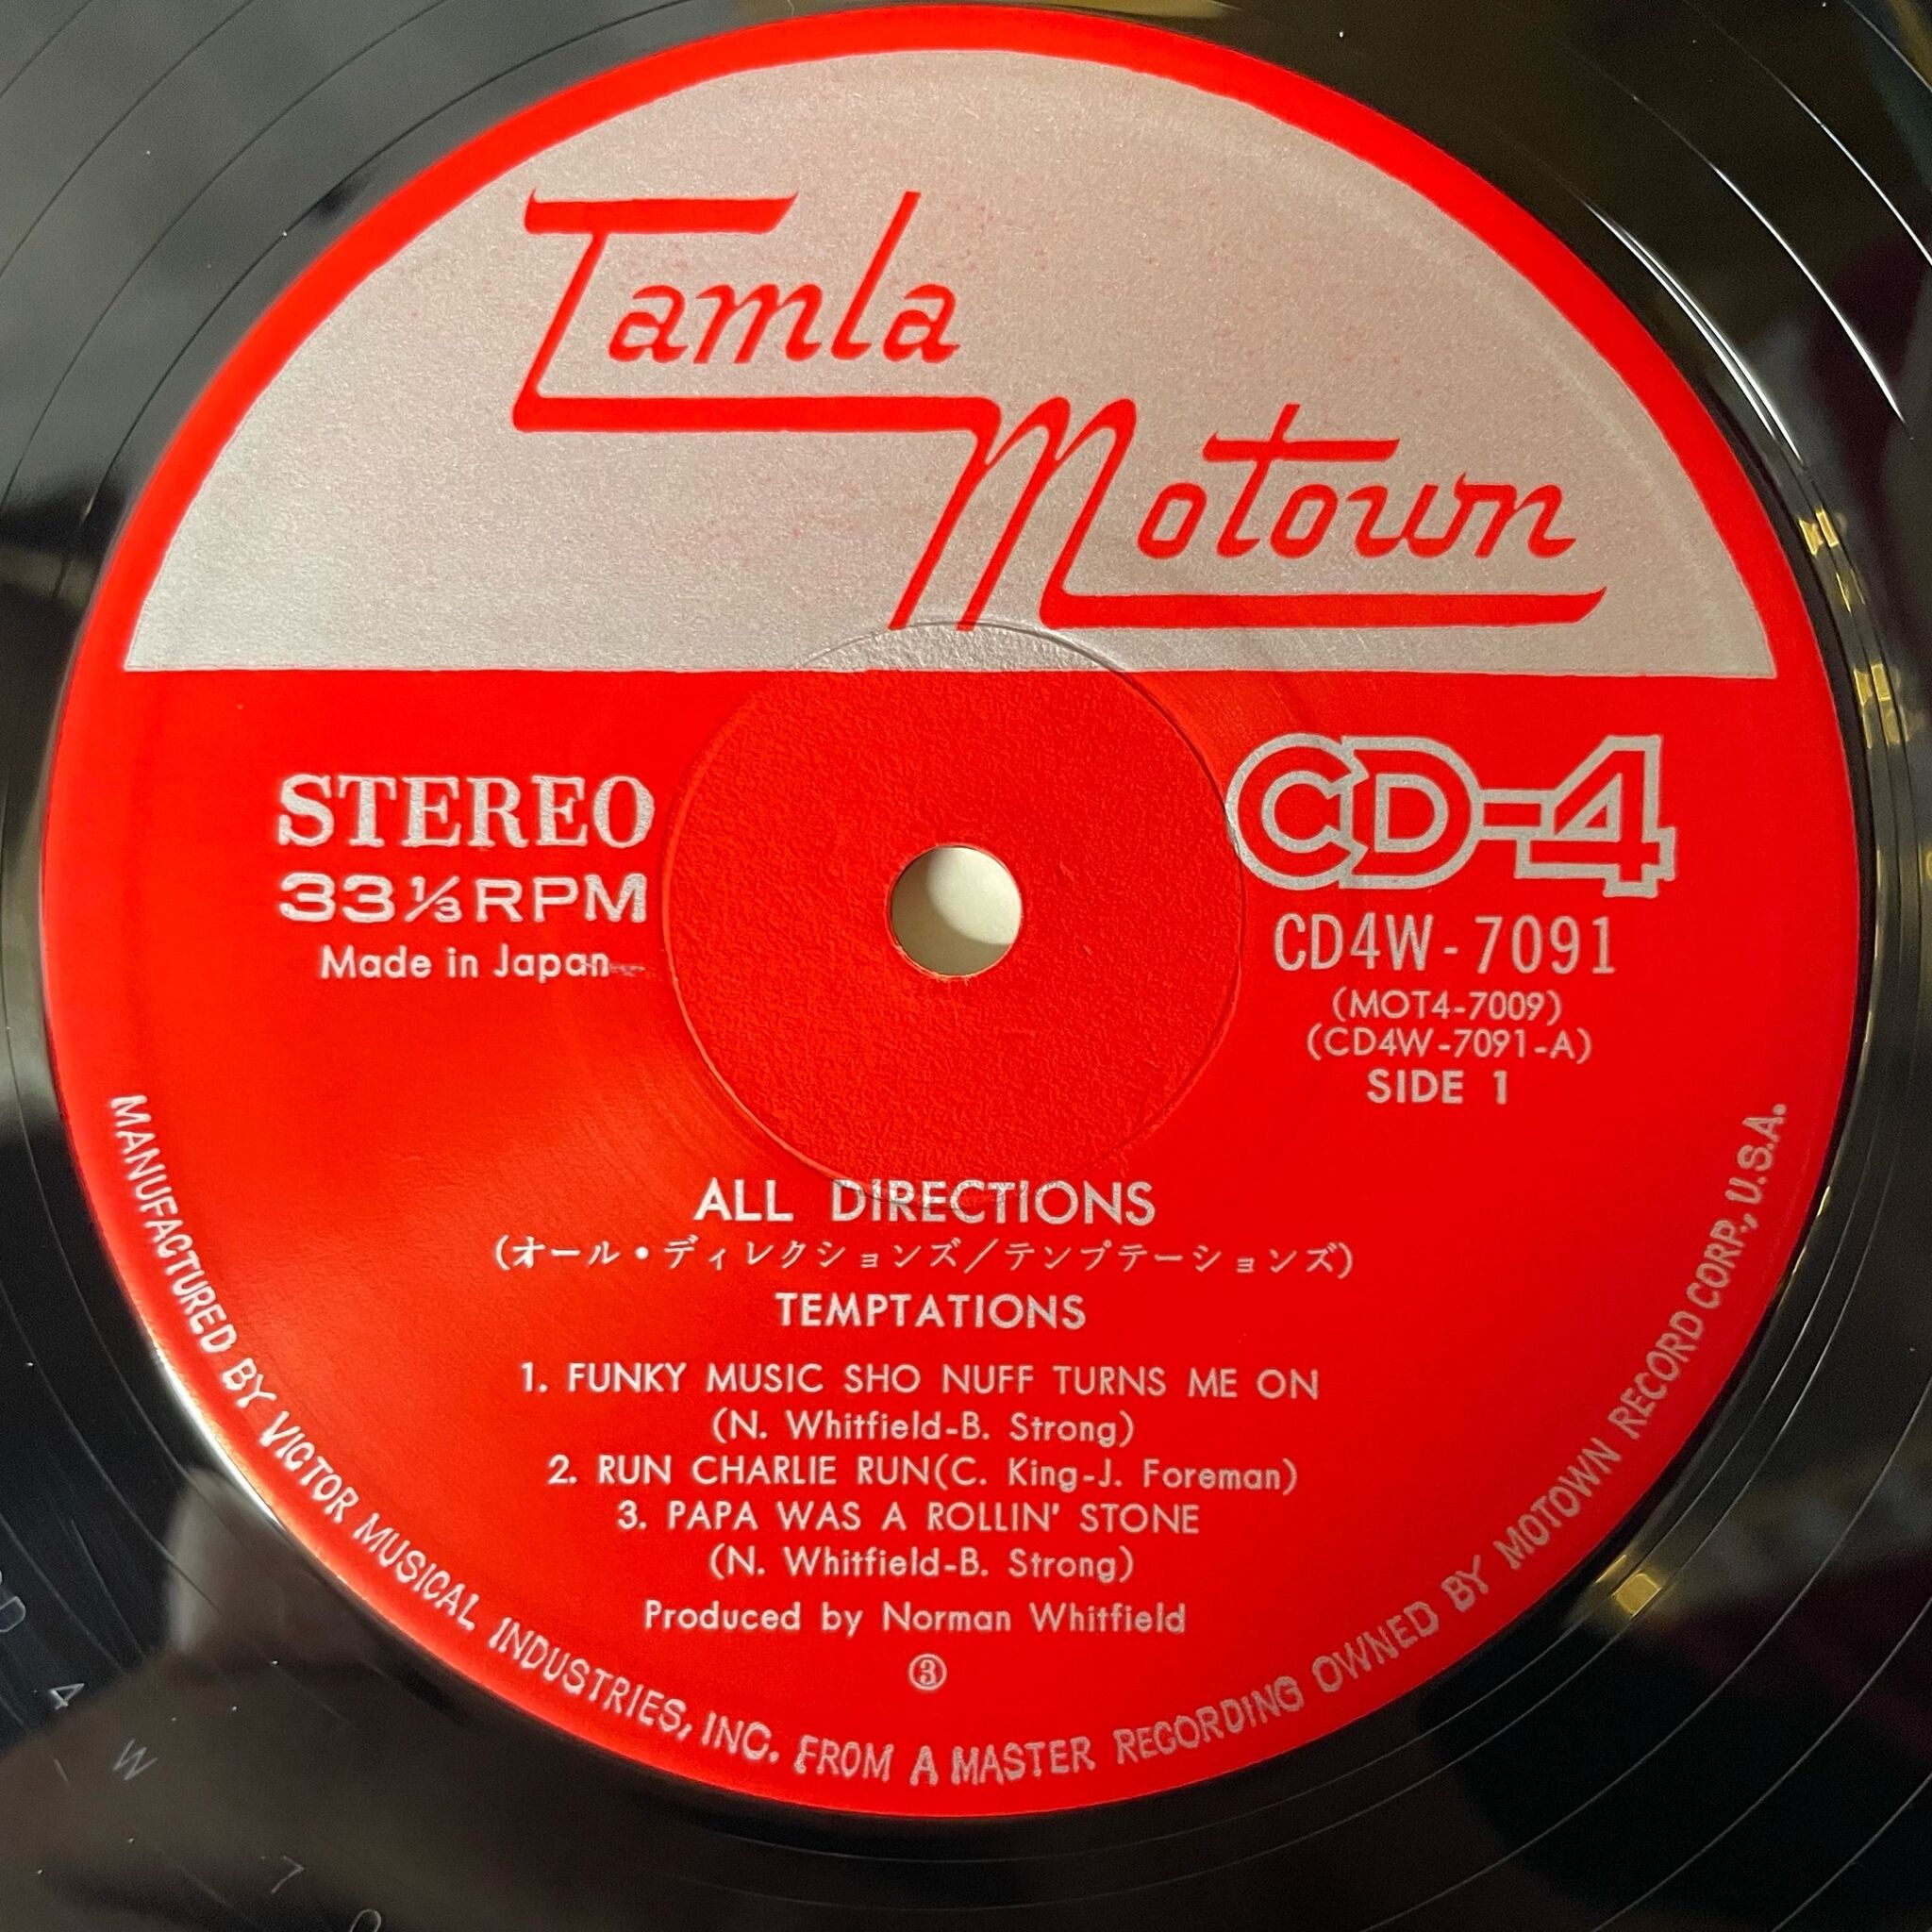 Tamla
Motown
STEREO
33⅓RPM
Made in Japan
CD-4
CD4W-7091
(MOT4-7009)
(CD4W-7091-A)
SIDE 1
ALL DIRECTIONS
(オール・ディレクションズ/テンプテーションズ)
TEMPTATIONS
1. FUNKY MUSIC SHO NUFF TURNS ME ON
(N. Whitfield-B. Strong)
2. RUN CHARLIE RUN(C. King-J. Foreman)
3. PAPA WAS A ROLLIN' STONE
(N. Whitfield-B. Strong)
Produced by Norman Whitfield
③
MANUFACTURED BY VICTOR MUSICAL INDUSTRIES, INC. FROM A MASTER RECORDING OWNED BY MOTOWN RECORD CORP., U.S.A.
D 4 W 7